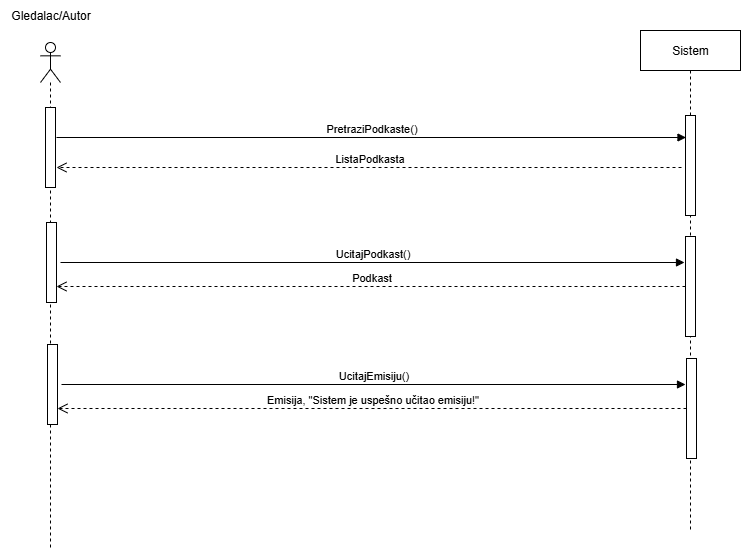 Gledalac/Autor
Sistem
PretraziPodkaste()
ListaPodkasta
UcitajPodkast()
Podkast
UcitajEmisiju()
Emisija, "Sistem je uspešno učitao emisiju!"